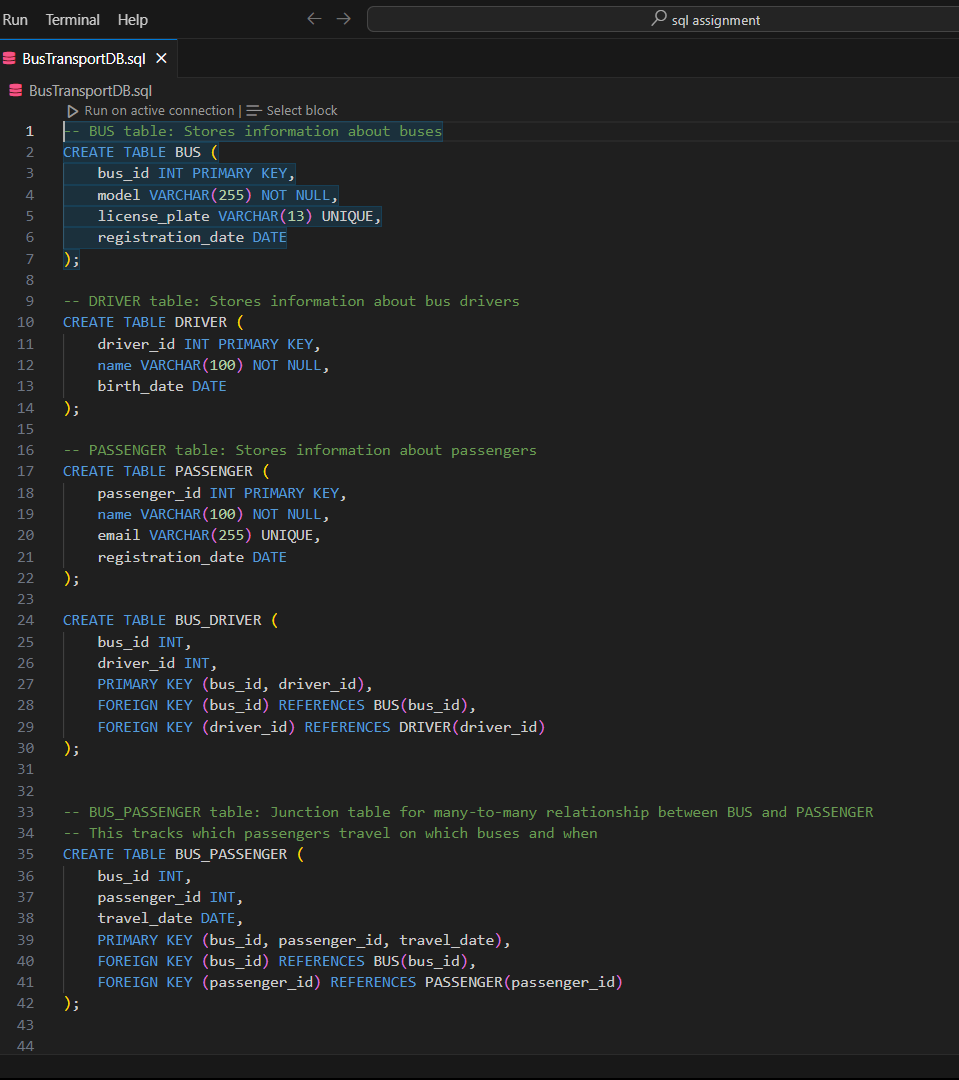 Run Terminal Help
sql assignment
BusTransportDB.sql
BusTransportDB.sql
Run on active connection | Select block
1 -- BUS table: Stores information about buses
2 CREATE TABLE BUS (
3 bus_id INT PRIMARY KEY,
4 model VARCHAR(255) NOT NULL,
5 license_plate VARCHAR(13) UNIQUE,
6 registration_date DATE
7 );
8
9 -- DRIVER table: Stores information about bus drivers
10 CREATE TABLE DRIVER (
11 driver_id INT PRIMARY KEY,
12 name VARCHAR(100) NOT NULL,
13 birth_date DATE
14 );
15
16 -- PASSENGER table: Stores information about passengers
17 CREATE TABLE PASSENGER (
18 passenger_id INT PRIMARY KEY,
19 name VARCHAR(100) NOT NULL,
20 email VARCHAR(255) UNIQUE,
21 registration_date DATE
22 );
23
24 CREATE TABLE BUS_DRIVER (
25 bus_id INT,
26 driver_id INT,
27 PRIMARY KEY (bus_id, driver_id),
28 FOREIGN KEY (bus_id) REFERENCES BUS(bus_id),
29 FOREIGN KEY (driver_id) REFERENCES DRIVER(driver_id)
30 );
31
32
33 -- BUS_PASSENGER table: Junction table for many-to-many relationship between BUS and PASSENGER
34 -- This tracks which passengers travel on which buses and when
35 CREATE TABLE BUS_PASSENGER (
36 bus_id INT,
37 passenger_id INT,
38 travel_date DATE,
39 PRIMARY KEY (bus_id, passenger_id, travel_date),
40 FOREIGN KEY (bus_id) REFERENCES BUS(bus_id),
41 FOREIGN KEY (passenger_id) REFERENCES PASSENGER(passenger_id)
42 );
43
44